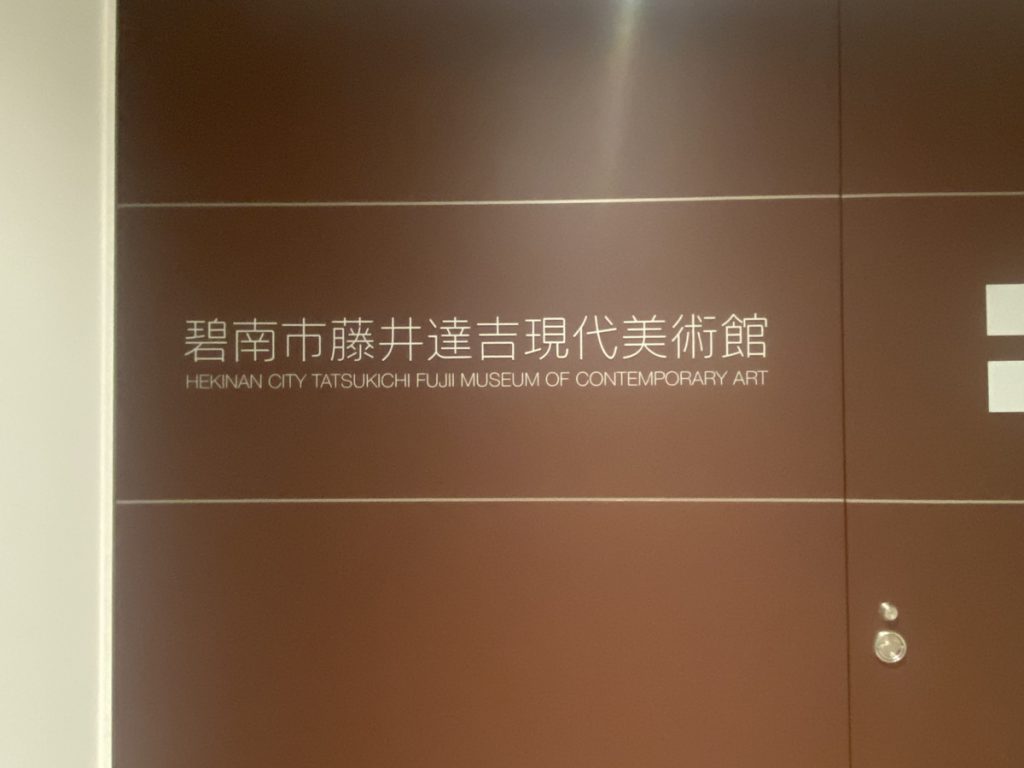 碧南市藤井達吉現代美術館
HEKINAN CITY TATSUKICHI FUJII MUSEUM OF CONTEMPORARY ART